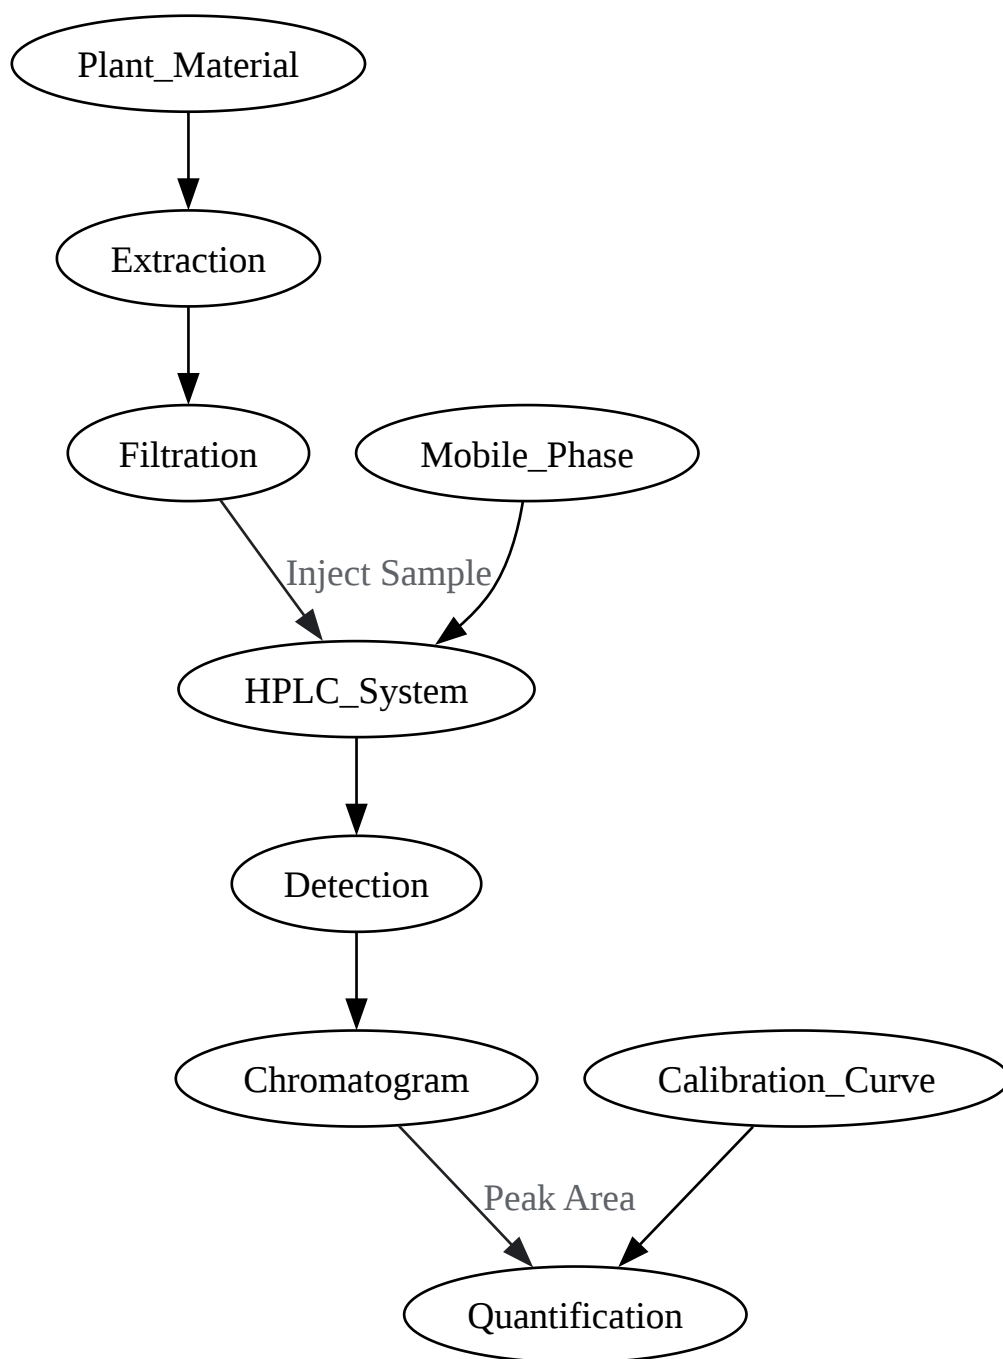 Plant_Material
Extraction
Filtration
Mobile_Phase
Inject Sample
HPLC_System
Detection
Chromatogram
Calibration_Curve
Peak Area
Quantification